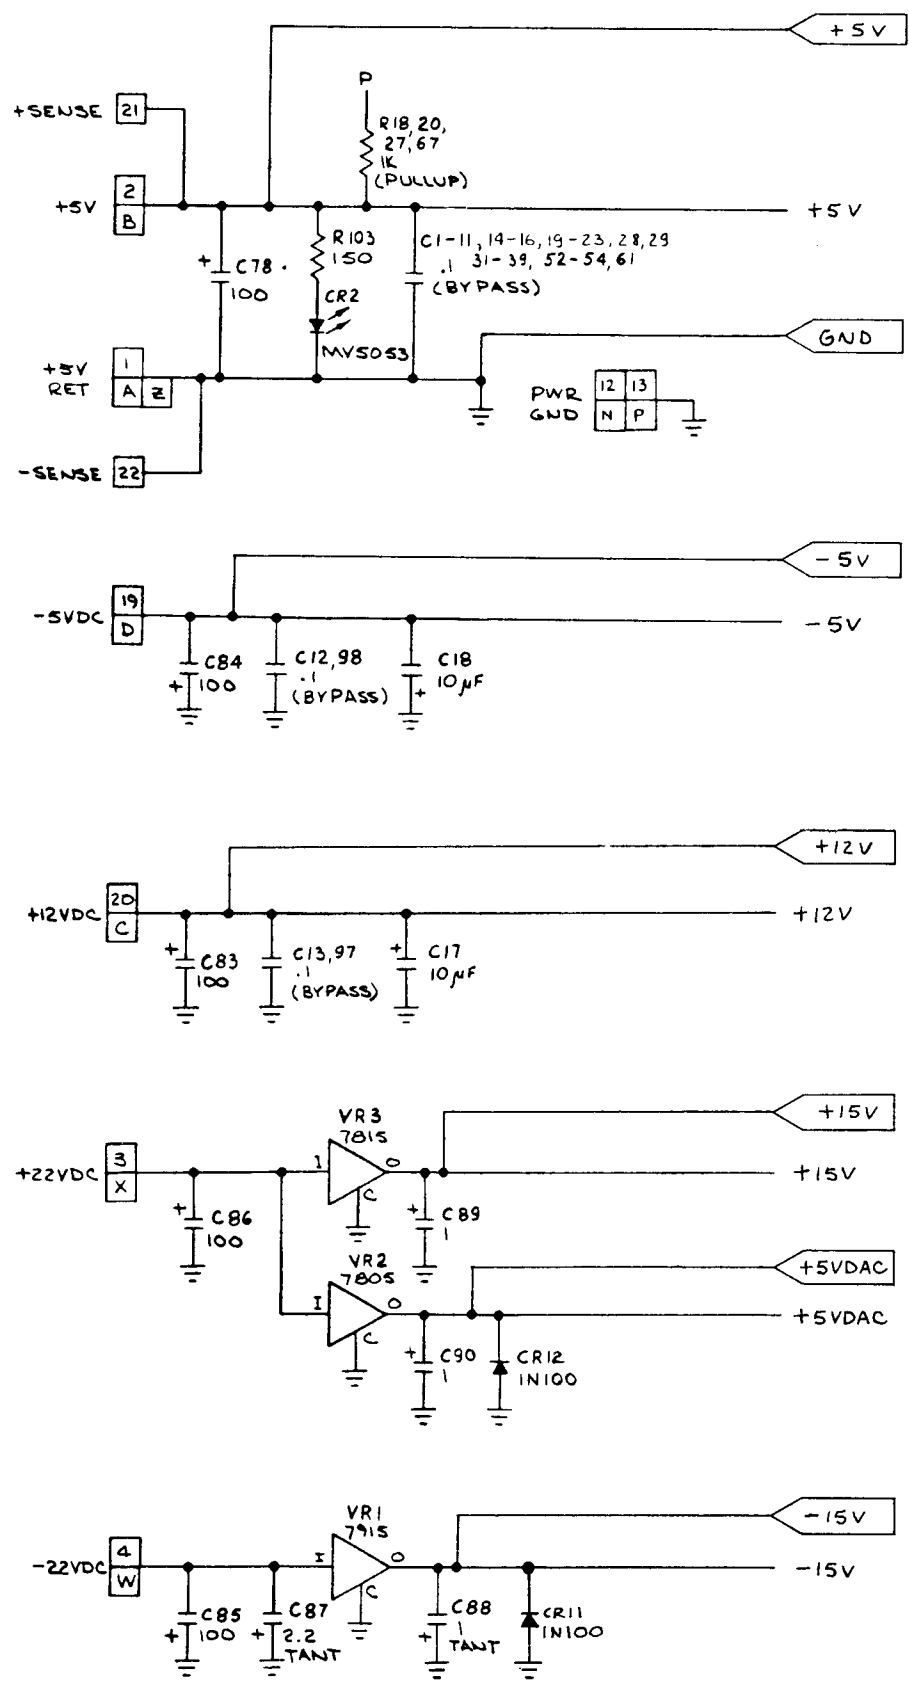 +5V
P
+SENSE 21
R18,20,
27,67
1K
(PULLUP)
2
+5V
B
+5V
R103
150
C1-11, 14-16, 19-23, 28, 29
31-39, 52-54, 61
.1
(BYPASS)
+ C78
100
CR2
MV5053
GND
+5V
RET
1
A Z
PWR
GND
12 13
N P
-SENSE 22
-5V
19
-5VDC
D
-5V
C84
+ 100
C12,98
.1
(BYPASS)
C18
10µF
+
+12V
20
+12VDC
C
+12V
+ C83
100
C13,97
.1
(BYPASS)
+ C17
10µF
VR3
7815
+15V
3
+22VDC
X
I O
C
+15V
+ C86
100
+ C89
1
VR2
7805
+5VDAC
I O
C
+5VDAC
+ C90
1
CR12
1N100
VR1
7915
-15V
4
-22VDC
W
I O
C
-15V
C85
+ 100
C87
+ 2.2
TANT
C88
1
+ TANT
CR11
1N100